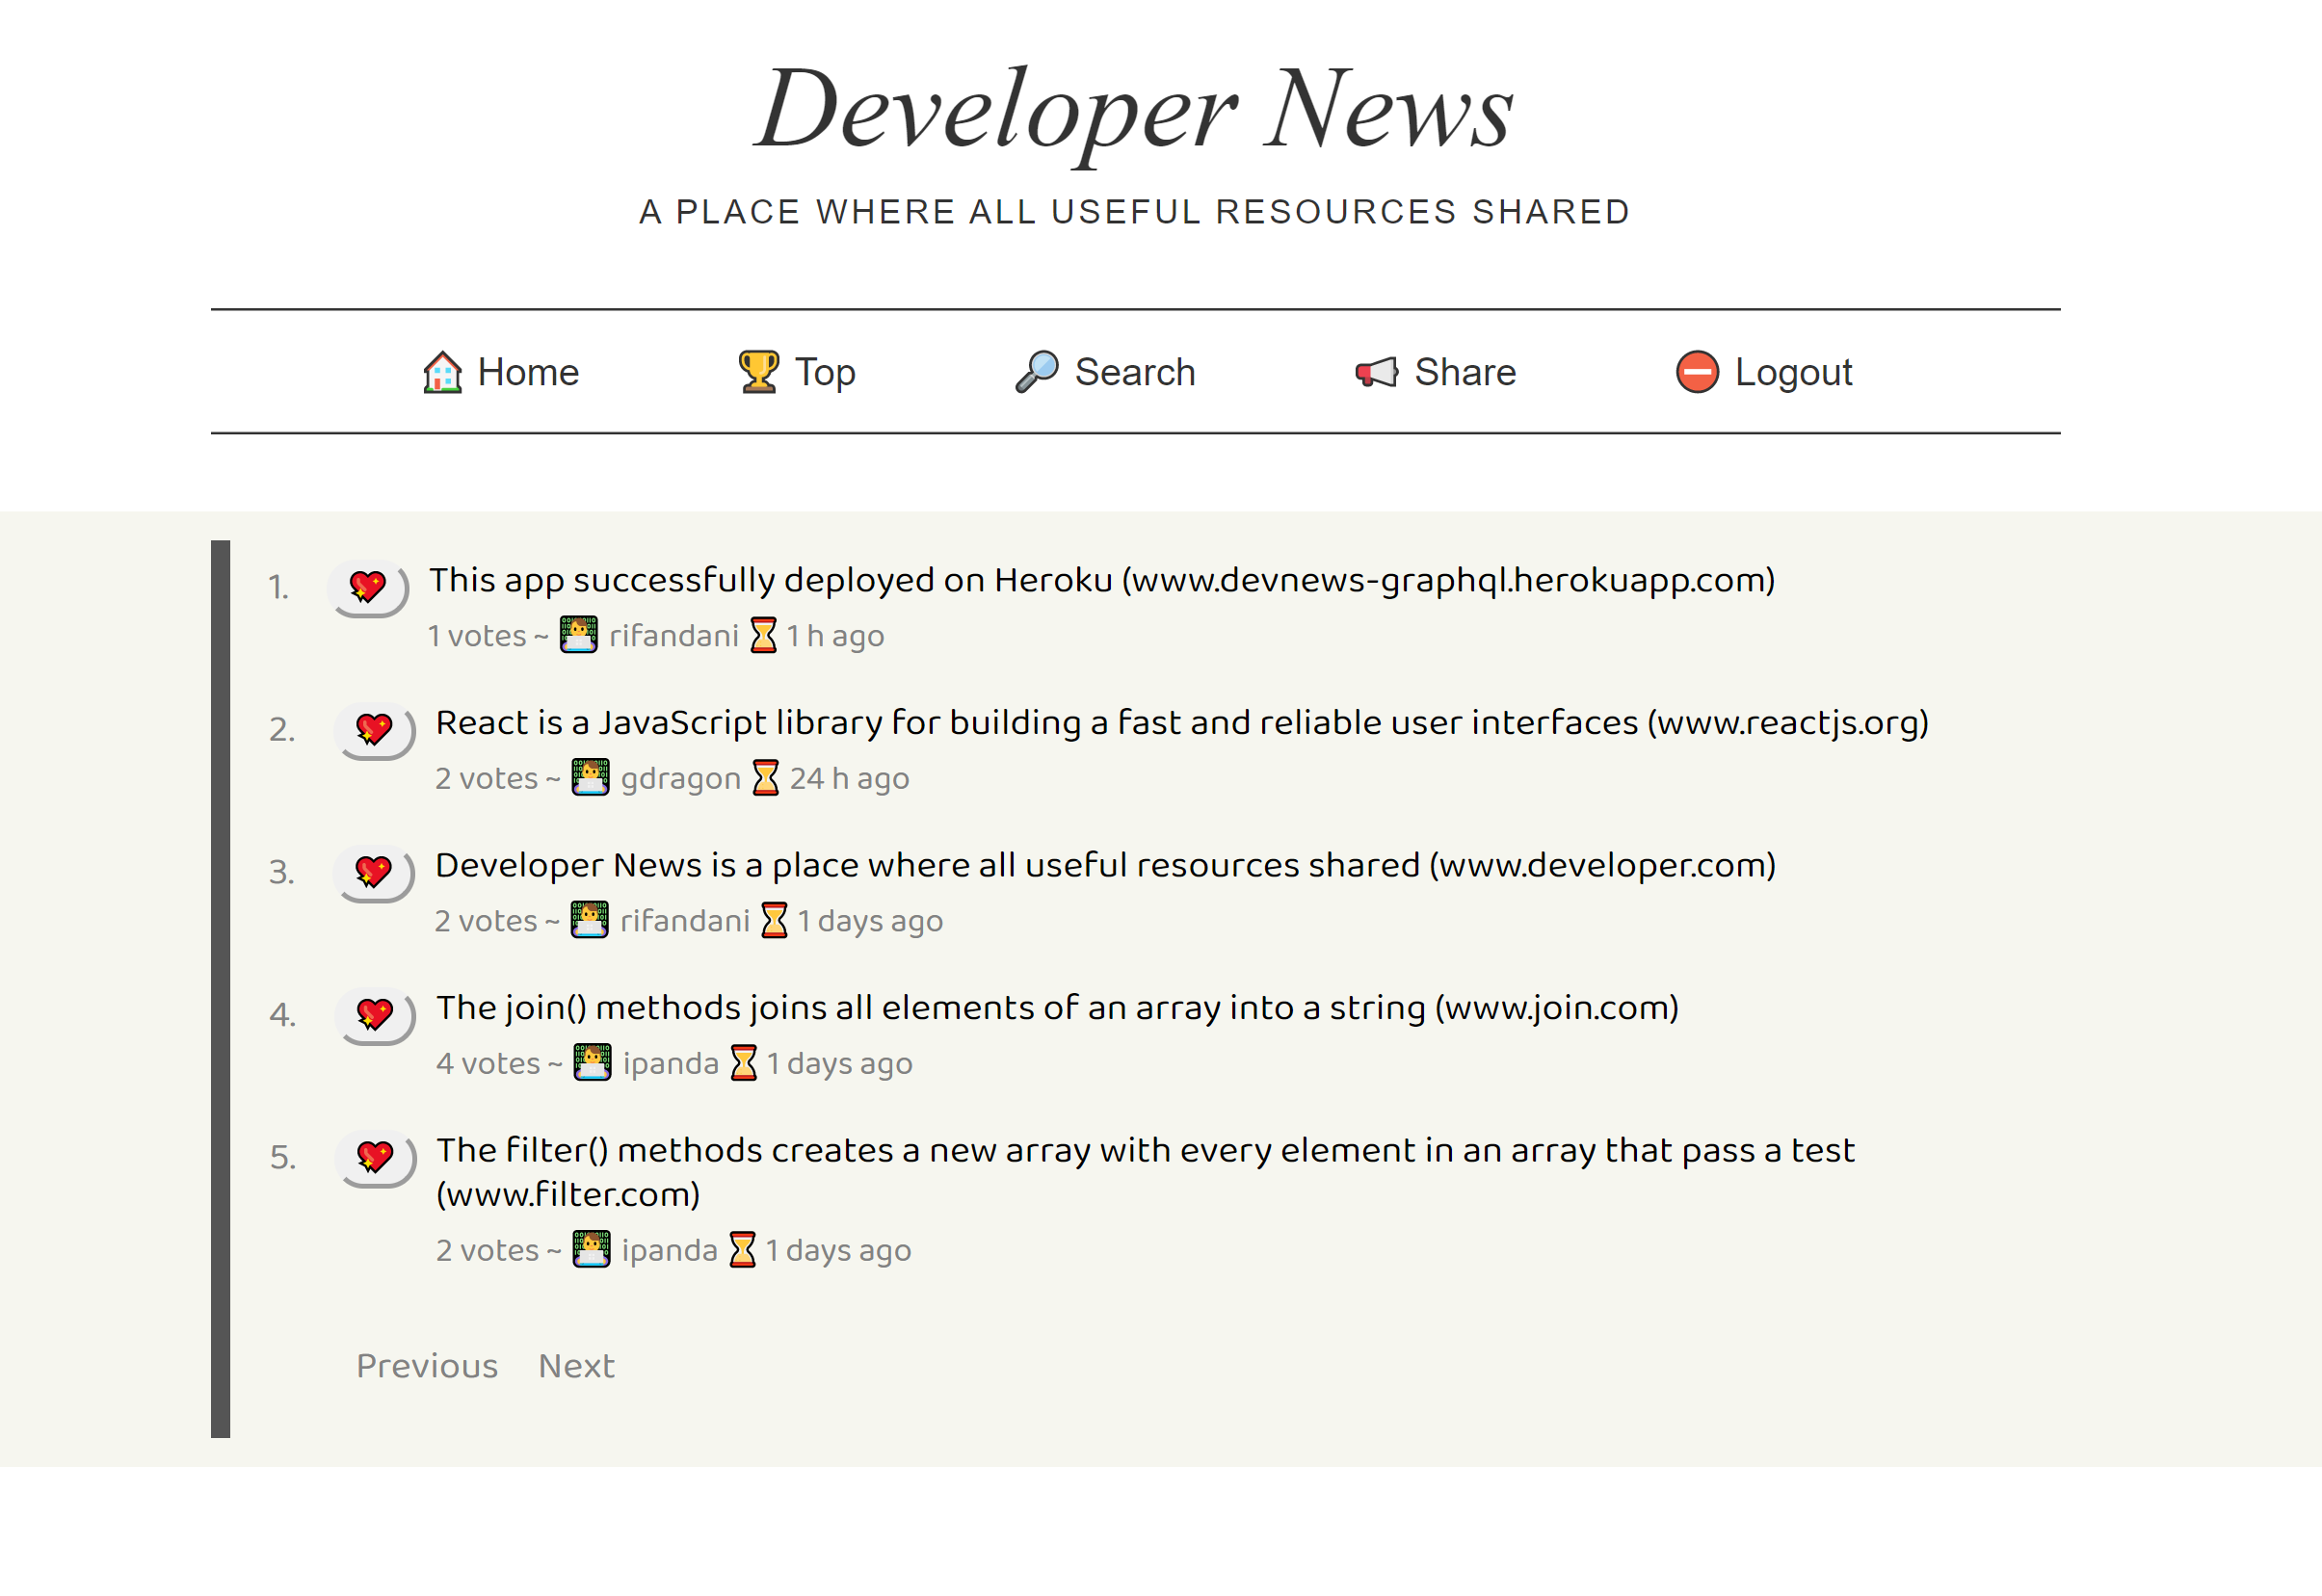 Developer News
A PLACE WHERE ALL USEFUL RESOURCES SHARED
Home Top Search Share Logout
1. This app successfully deployed on Heroku (www.devnews-graphql.herokuapp.com)
1 votes ~ rifandani 1 h ago
2. React is a JavaScript library for building a fast and reliable user interfaces (www.reactjs.org)
2 votes ~ gdragon 24 h ago
3. Developer News is a place where all useful resources shared (www.developer.com)
2 votes ~ rifandani 1 days ago
4. The join() methods joins all elements of an array into a string (www.join.com)
4 votes ~ ipanda 1 days ago
5. The filter() methods creates a new array with every element in an array that pass a test
(www.filter.com)
2 votes ~ ipanda 1 days ago
Previous Next